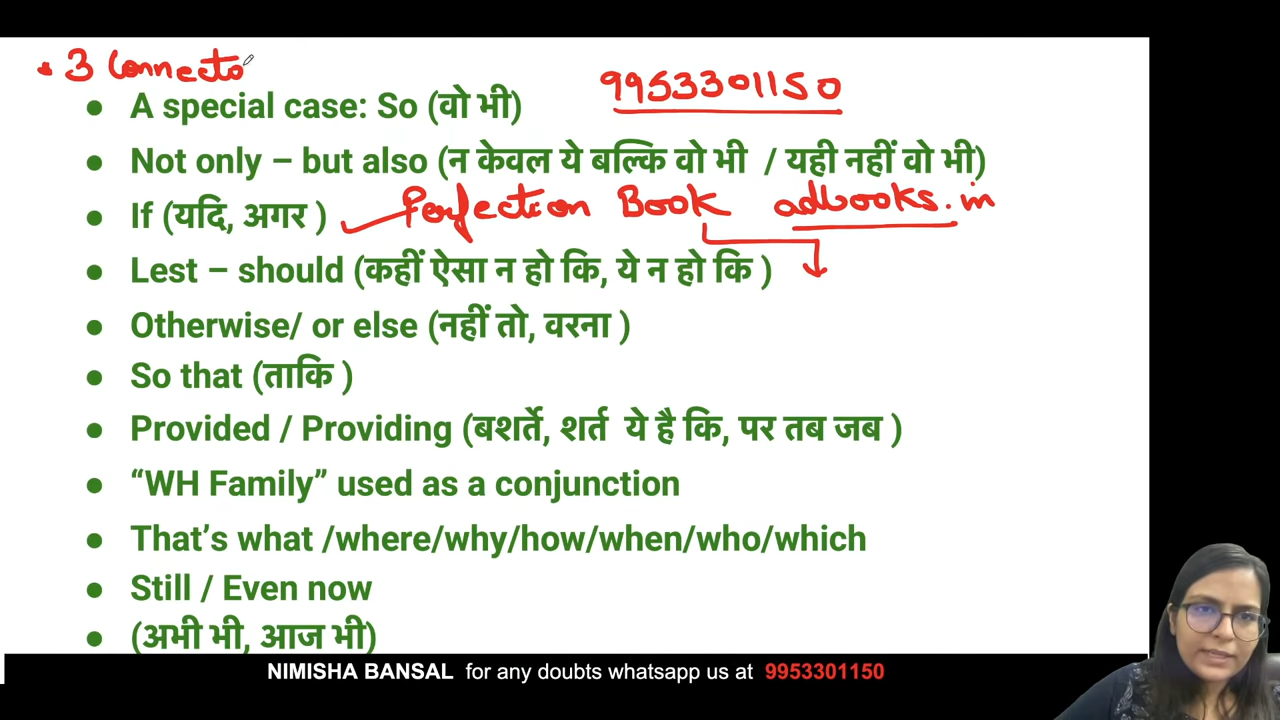 * 3 Connecto
9953301150
• A special case: So (वो भी)
• Not only – but also (न केवल ये बल्कि वो भी / यही नहीं वो भी)
Perfection Book adbooks.in
• If (यदि, अगर )
• Lest – should (कहीं ऐसा न हो कि, ये न हो कि )
• Otherwise/ or else (नहीं तो, वरना )
• So that (ताकि )
• Provided / Providing (बशर्ते, शर्त ये है कि, पर तब जब )
• “WH Family” used as a conjunction
• That’s what /where/why/how/when/who/which
• Still / Even now
• (अभी भी, आज भी)
NIMISHA BANSAL for any doubts whatsapp us at 9953301150